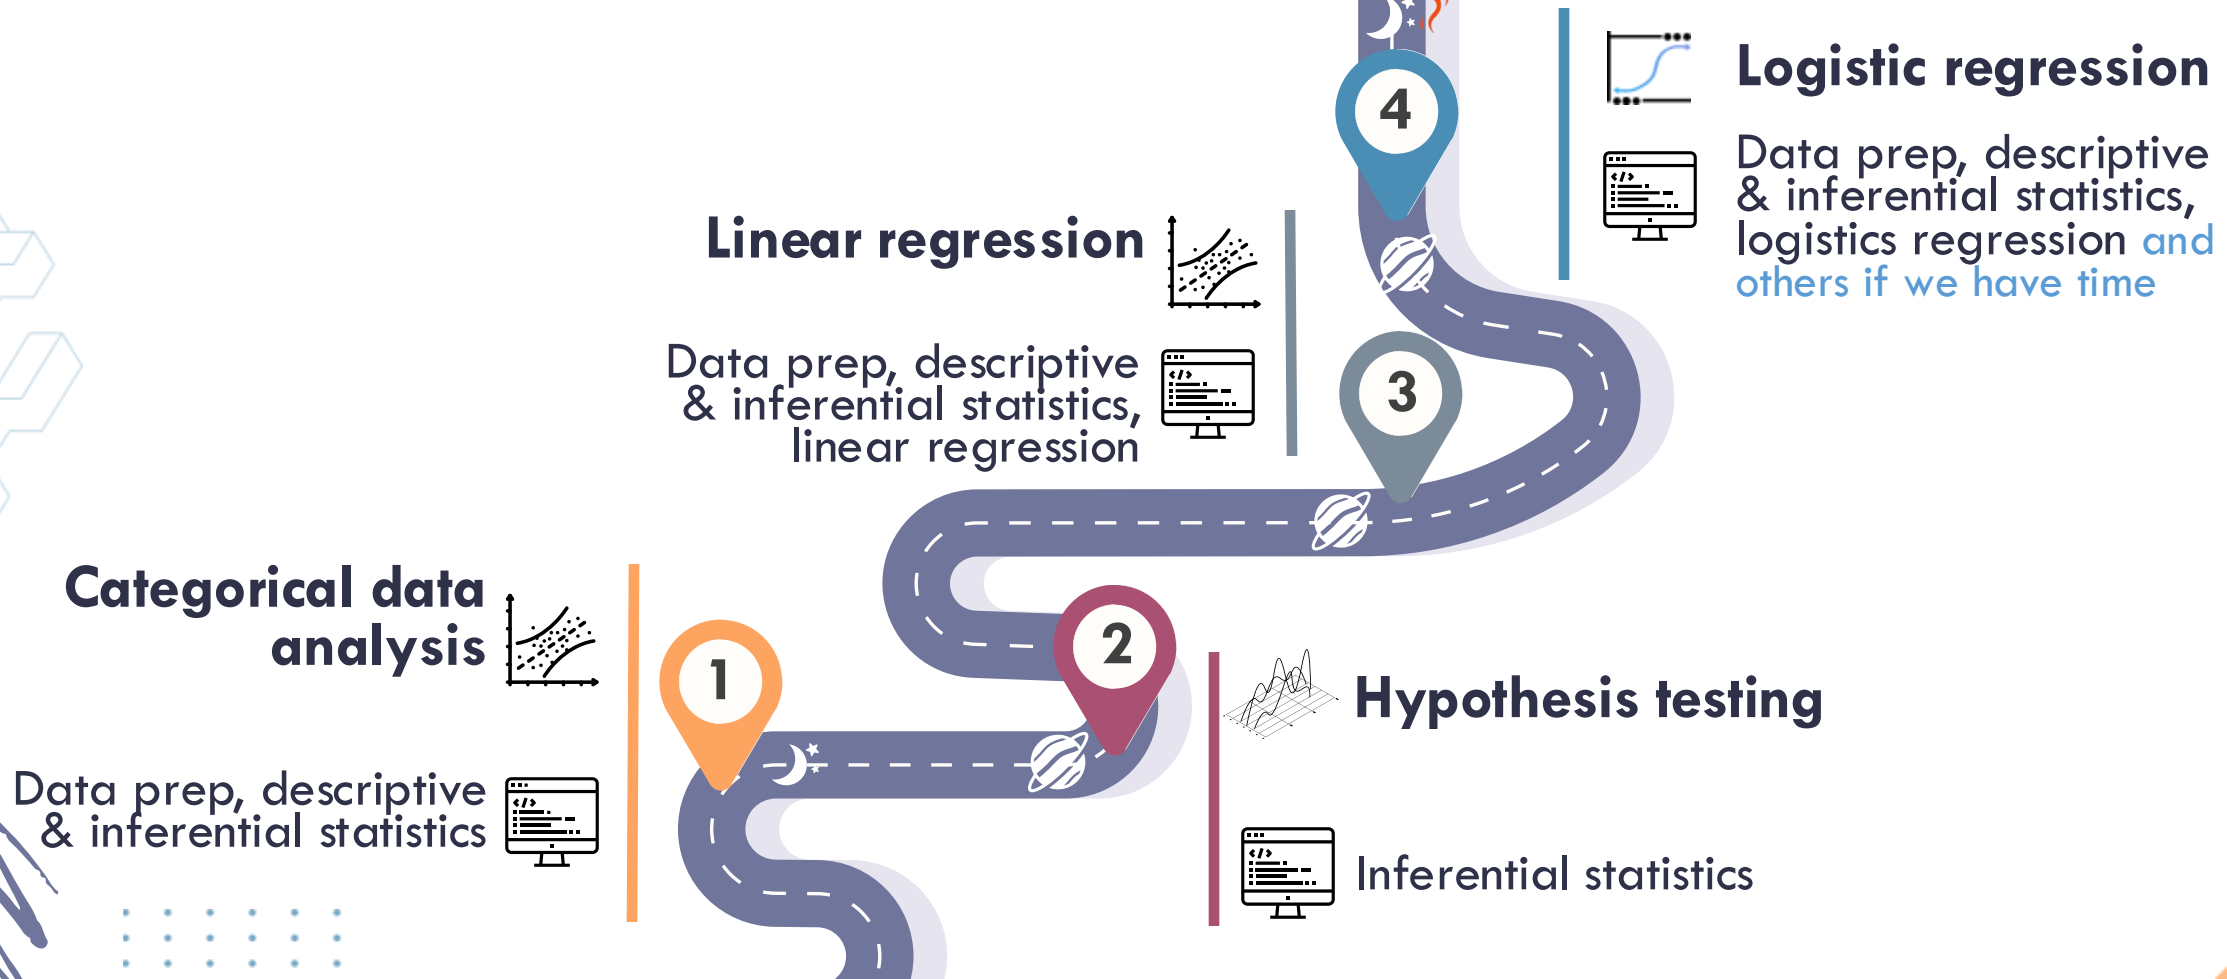 4
Logistic regression
Data prep, descriptive
& inferential statistics,
logistics regression and
others if we have time
Linear regression
Data prep, descriptive
& inferential statistics,
linear regression
3
Categorical data
analysis
Data prep, descriptive
& inferential statistics
1
2
Hypothesis testing
Inferential statistics